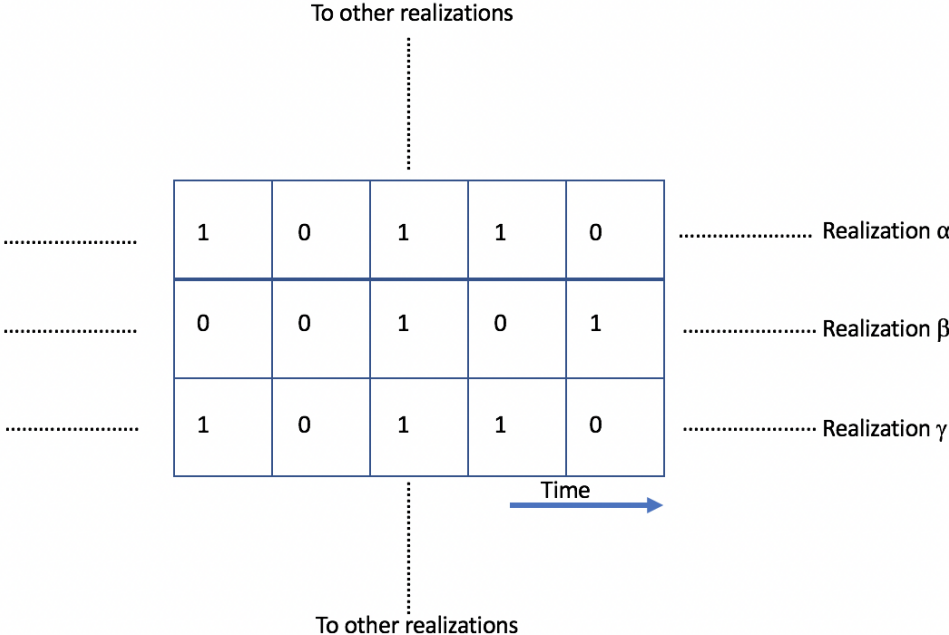 To other realizations
1 0 1 1 0 Realization α
0 0 1 0 1 Realization β
1 0 1 1 0 Realization γ
Time
To other realizations